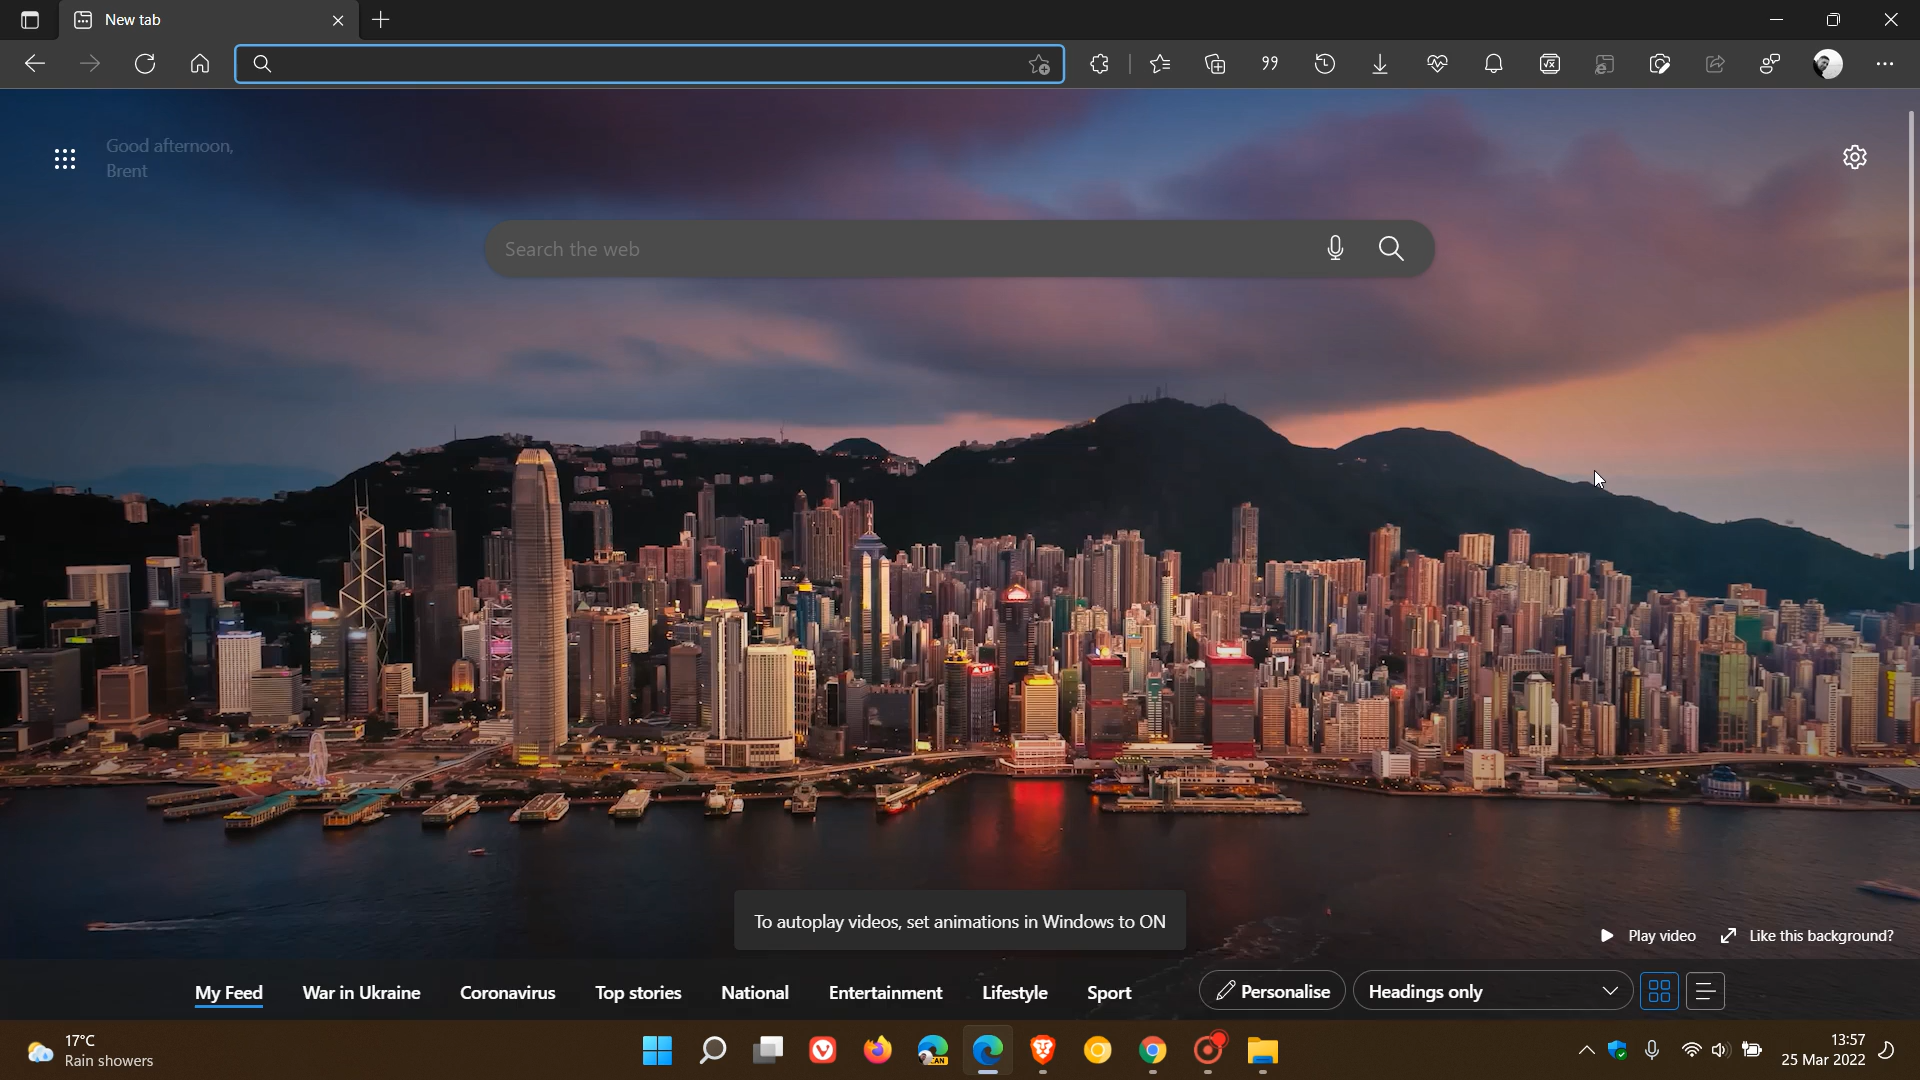 New tab
Good afternoon,
Brent
Search the web
To autoplay videos, set animations in Windows to ON
Play video
Like this background?
My Feed
War in Ukraine
Coronavirus
Top stories
National
Entertainment
Lifestyle
Sport
Personalise
Headings only
17°C
Rain showers
CAN
13:57
25 Mar 2022